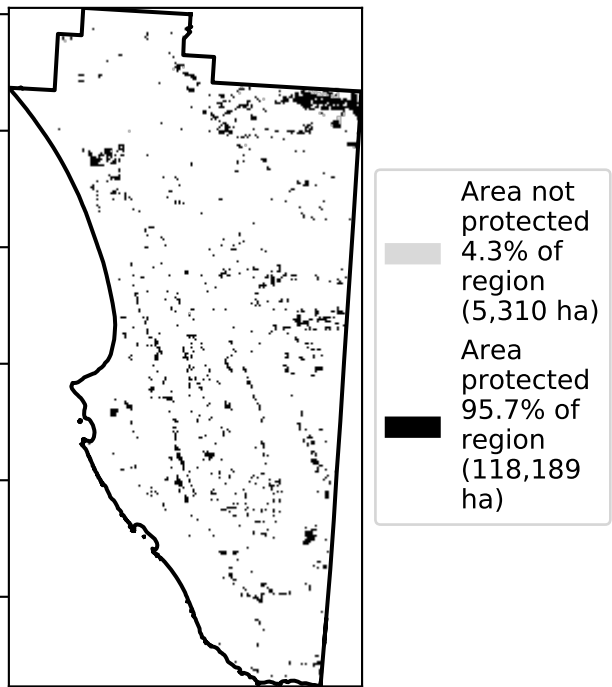 Area not
protected
4.3% of
region
(5,310 ha)
Area
protected
95.7% of
region
(118,189
ha)